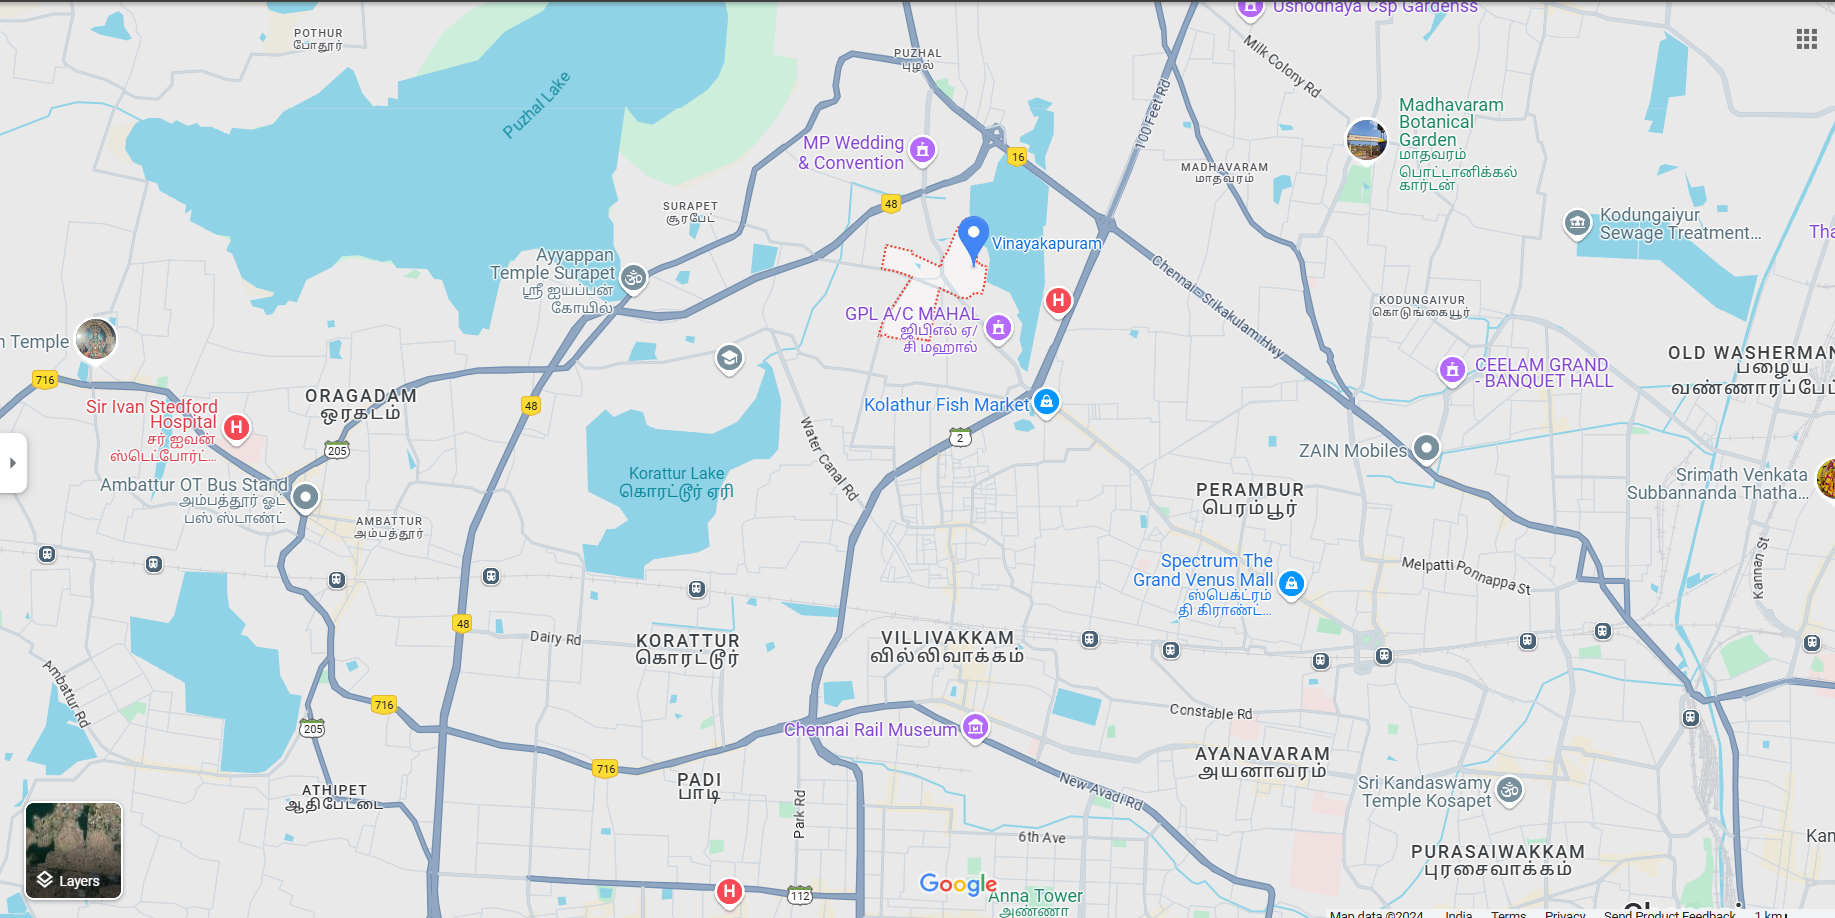 POTHUR
போதூர்
Puzhal Lake
PUZHAL
புழல்
Ushodhaya Csp Gardenss
Milk Colony Rd
100 Feet Rd
Madhavaram
Botanical
Garden
மாதவரம்
பொட்டானிக்கல்
கார்டன்
MP Wedding
& Convention
16
MADHAVARAM
மாதவரம்
48
SURAPET
சூரபேட்
Kodungaiyur
Sewage Treatment...
Vinayakapuram
Ayyappan
Temple Surapet
ஸ்ரீ ஐயப்பன்
கோயில்
Chennai - Srikakulam Hwy
KODUNGAIYUR
கொடுங்கையூர்
GPL A/C MAHAL
ஜிபிஎல் ஏ/
சி மஹால்
H
n Temple
716
OLD WASHERMAN
பழைய
CEELAM GRAND
- BANQUET HALL
ORAGADAM
ஒரகடம்
Sir Ivan Stedford
Hospital
சர் ஐவன்
ஸ்டெட்போர்ட்...
H
48
Kolathur Fish Market
2
205
Water Canal Rd
ZAIN Mobiles
Korattur Lake
கொரட்டூர் ஏரி
Srimath Venkata
Subbannanda Thatha...
Ambattur OT Bus Stand
அம்பத்தூர் ஓட்
பஸ் ஸ்டாண்ட்
PERAMBUR
பெரம்பூர்
AMBATTUR
அம்பத்தூர்
Spectrum The
Grand Venus Mall
ஸ்பெக்ட்ரம்
தி கிராண்ட்...
Melpatti Ponnappa St
Kannan St
48
Dairy Rd
KORATTUR
கொரட்டூர்
VILLIVAKKAM
வில்லிவாக்கம்
Ambattur Rd
716
205
Constable Rd
Chennai Rail Museum
716
PADI
பாடி
AYANAVARAM
அயனாவரம்
New Avadi Rd
ATHIPET
ஆதிபேட்டை
Sri Kandaswamy
Temple Kosapet
Park Rd
6th Ave
PURASAIWAKKAM
புரசைவாக்கம்
Layers
H
112
Google
Anna Tower
அண்ணா
Map data ©2024 India Terms Privacy Send Product Feedback 1 km